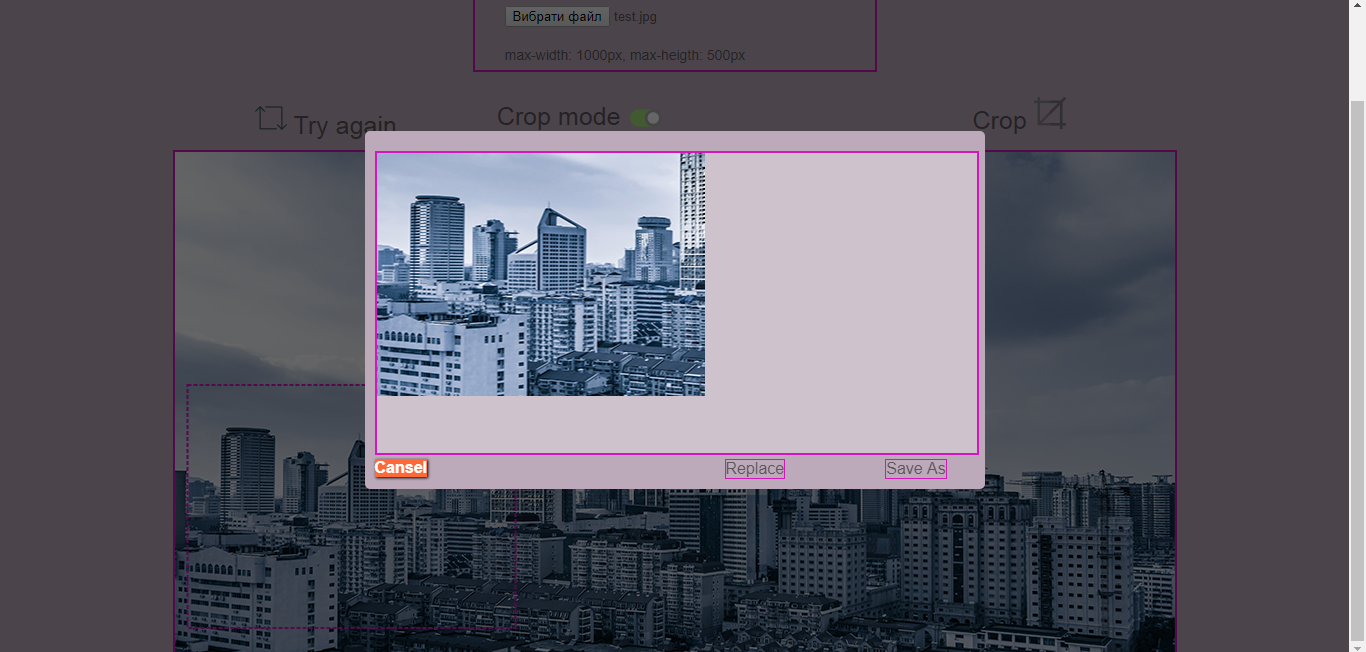 Вибрати файл test.jpg
max-width: 1000px, max-heigth: 500px
Try again Crop mode Crop
Cansel Replace Save As